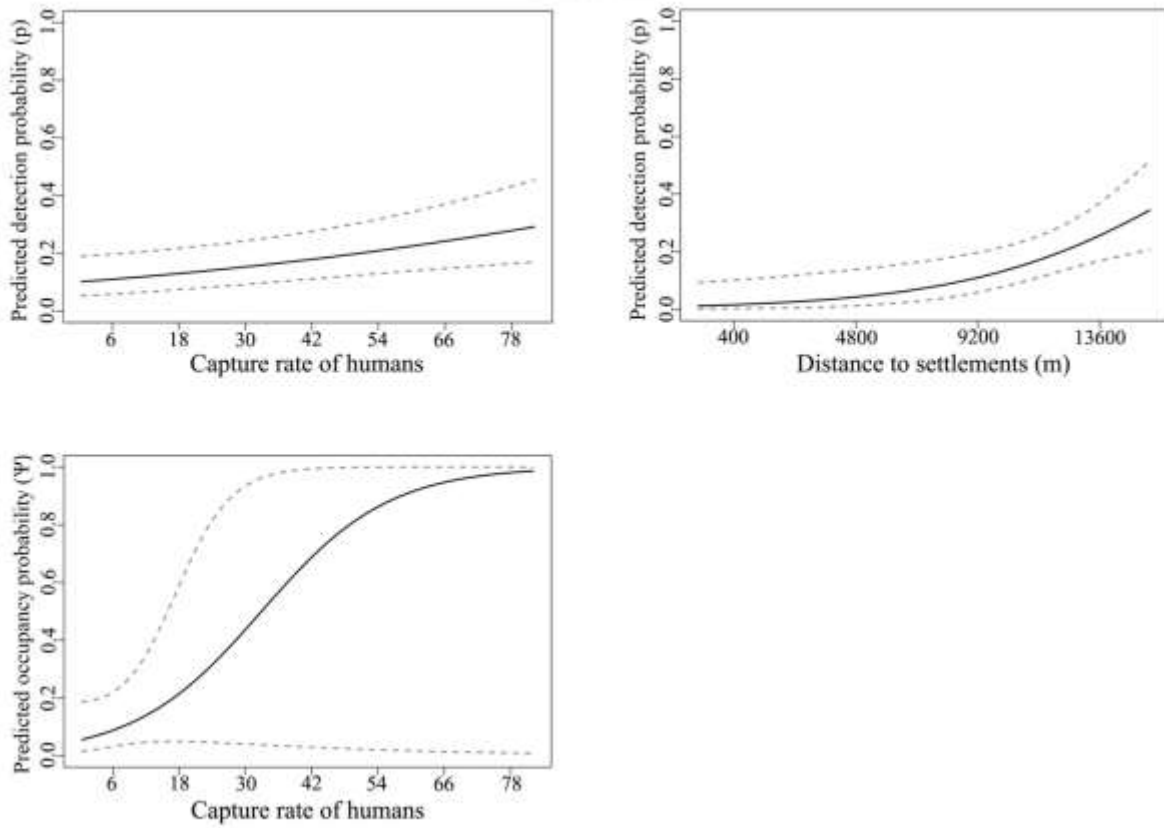 Predicted detection probability (p)
1.0
0.8
0.6
0.4
0.2
0.0
6 18 30 42 54 66 78
Capture rate of humans
Predicted detection probability (p)
1.0
0.8
0.6
0.4
0.2
0.0
400 4800 9200 13600
Distance to settlements (m)
Predicted occupancy probability (Ψ)
1.0
0.8
0.6
0.4
0.2
0.0
6 18 30 42 54 66 78
Capture rate of humans